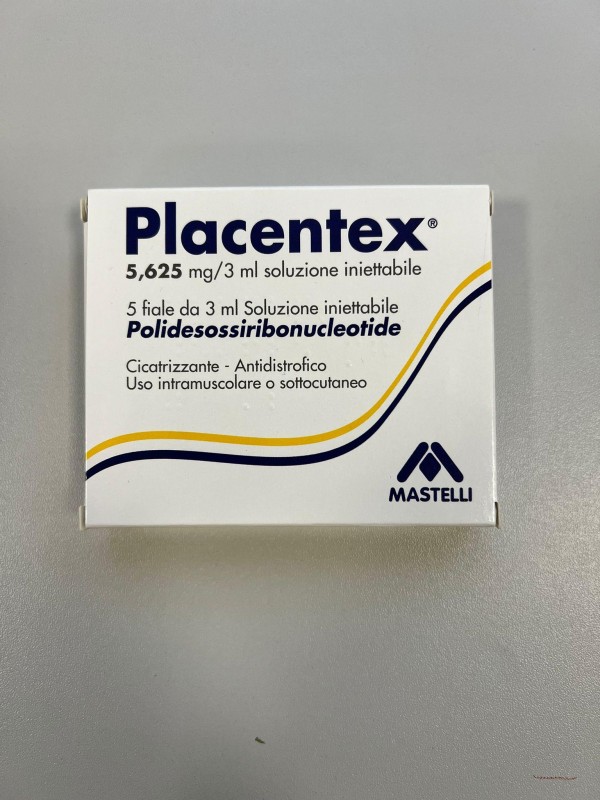 Placentex®
5,625 mg/3 ml soluzione iniettabile
5 fiale da 3 ml Soluzione iniettabile
Polidesossiribonucleotide
Cicatrizzante - Antidistrofico
Uso intramuscolare o sottocutaneo
MASTELLI